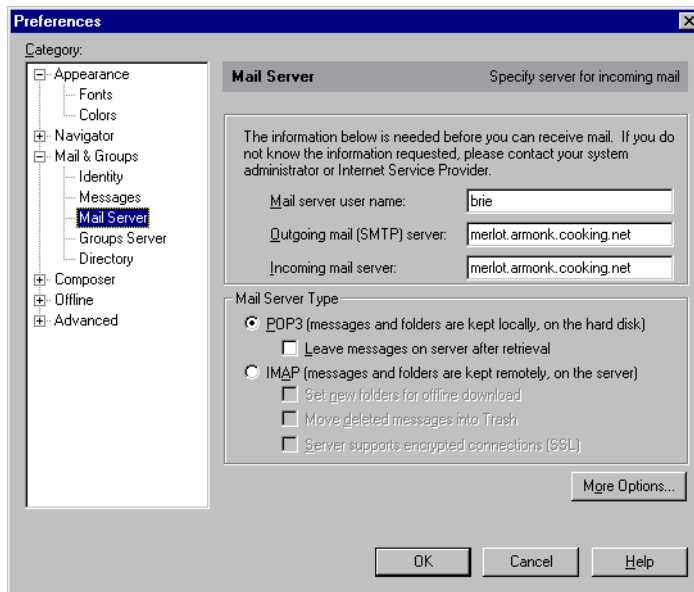 Preferences
Category:
Appearance
Fonts
Colors
Navigator
Mail & Groups
Identity
Messages
Mail Server
Groups Server
Directory
Composer
Offline
Advanced
Mail Server Specify server for incoming mail
The information below is needed before you can receive mail. If you do
not know the information requested, please contact your system
administrator or Internet Service Provider.
Mail server user name: brie
Outgoing mail (SMTP) server: merlot.armonk.cooking.net
Incoming mail server: merlot.armonk.cooking.net
Mail Server Type
POP3 (messages and folders are kept locally, on the hard disk)
Leave messages on server after retrieval
IMAP (messages and folders are kept remotely, on the server)
Set new folders for offline download
Move deleted messages into Trash
Server supports encrypted connections (SSL)
More Options...
OK Cancel Help